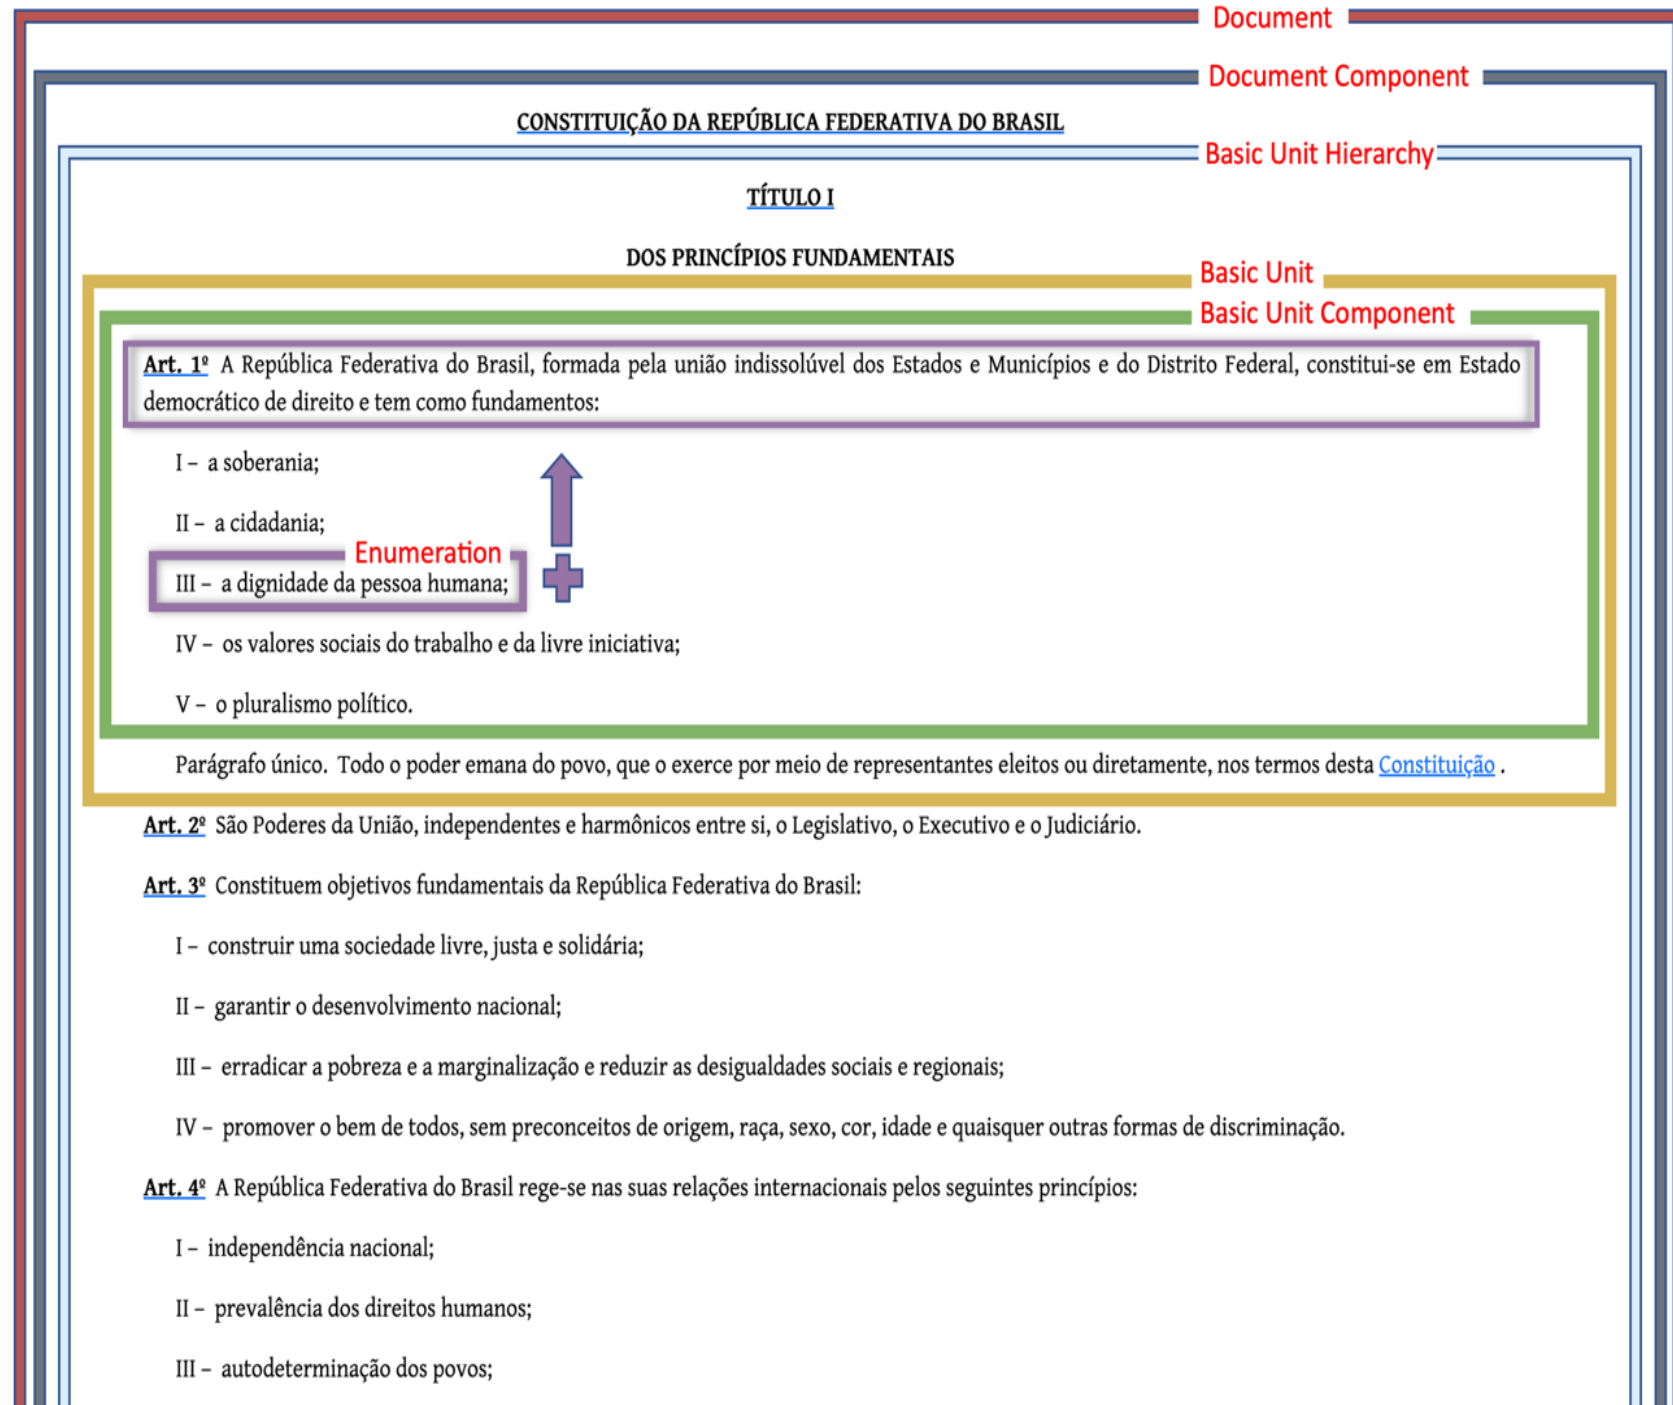 Document
Document Component
CONSTITUIÇÃO DA REPÚBLICA FEDERATIVA DO BRASIL
Basic Unit Hierarchy
TÍTULO I
DOS PRINCÍPIOS FUNDAMENTAIS
Basic Unit
Basic Unit Component
Art. 1º A República Federativa do Brasil, formada pela união indissolúvel dos Estados e Municípios e do Distrito Federal, constitui-se em Estado
democrático de direito e tem como fundamentos:
I – a soberania;
II – a cidadania;
Enumeration
III – a dignidade da pessoa humana;
IV – os valores sociais do trabalho e da livre iniciativa;
V – o pluralismo político.
Parágrafo único. Todo o poder emana do povo, que o exerce por meio de representantes eleitos ou diretamente, nos termos desta Constituição .
Art. 2º São Poderes da União, independentes e harmônicos entre si, o Legislativo, o Executivo e o Judiciário.
Art. 3º Constituem objetivos fundamentais da República Federativa do Brasil:
I – construir uma sociedade livre, justa e solidária;
II – garantir o desenvolvimento nacional;
III – erradicar a pobreza e a marginalização e reduzir as desigualdades sociais e regionais;
IV – promover o bem de todos, sem preconceitos de origem, raça, sexo, cor, idade e quaisquer outras formas de discriminação.
Art. 4º A República Federativa do Brasil rege-se nas suas relações internacionais pelos seguintes princípios:
I – independência nacional;
II – prevalência dos direitos humanos;
III – autodeterminação dos povos;